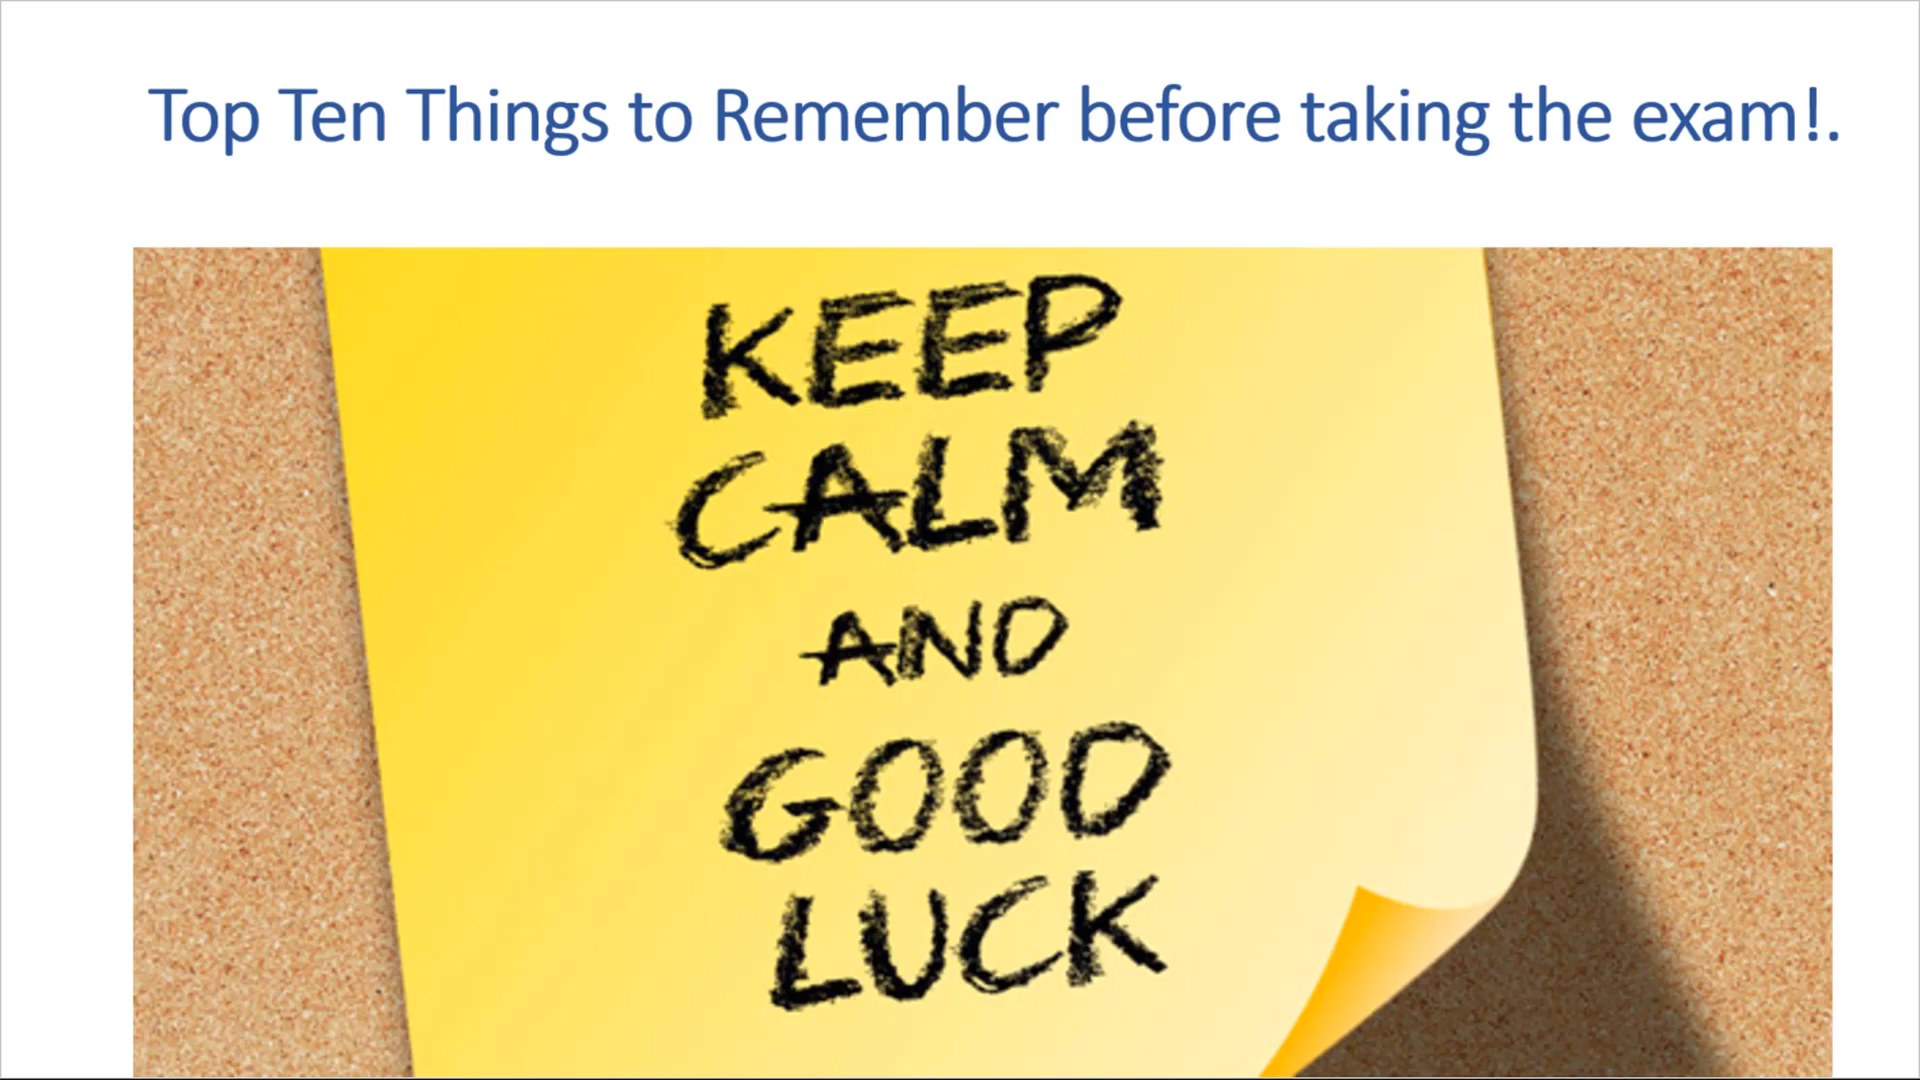 Top Ten Things to Remember before taking the exam!.
KEEP
CALM
AND
GOOD
LUCK